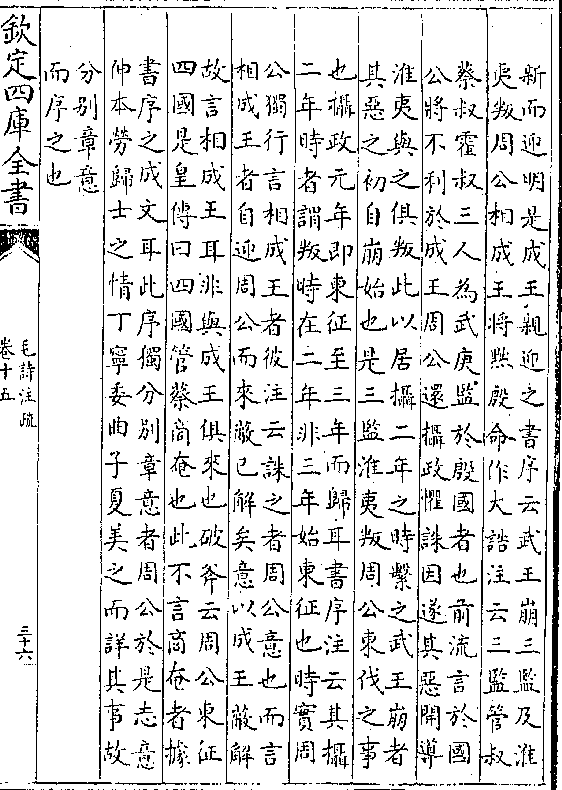 新而迎明是成王親迎之書序云武王崩三監及淮
夷叛周公相成王將黜殷命作大誥注云三監管叔
蔡叔霍叔三人為武庚監於殷國者也前流言於國
公將不利於成王周公還攝政懼誅因遂其惡開導
淮夷與之俱叛此以居攝二年之時繫之武王崩者
其惡之初自崩始也是三監淮夷叛周公東伐之事
也攝政元年即東征至三年而歸耳書序注云其攝
二年時者謂叛時在二年非三年始東征也時實周
公獨行言相成王者彼注云誅之者周公意也而言
相成王者自迎周公而來蔽已解矣意以成王蔽解
故言相成王耳非與成王俱來也破斧云周公東征
四國是皇傳曰四國管蔡商奄也此不言商奄者據
書序之成文耳此序獨分別章意者周公於是志意
伸本勞歸士之情丁寧委曲子夏美之而詳其事故
分別章意
而序之也
欽定四庫全書
毛詩注疏
卷十五
三十六